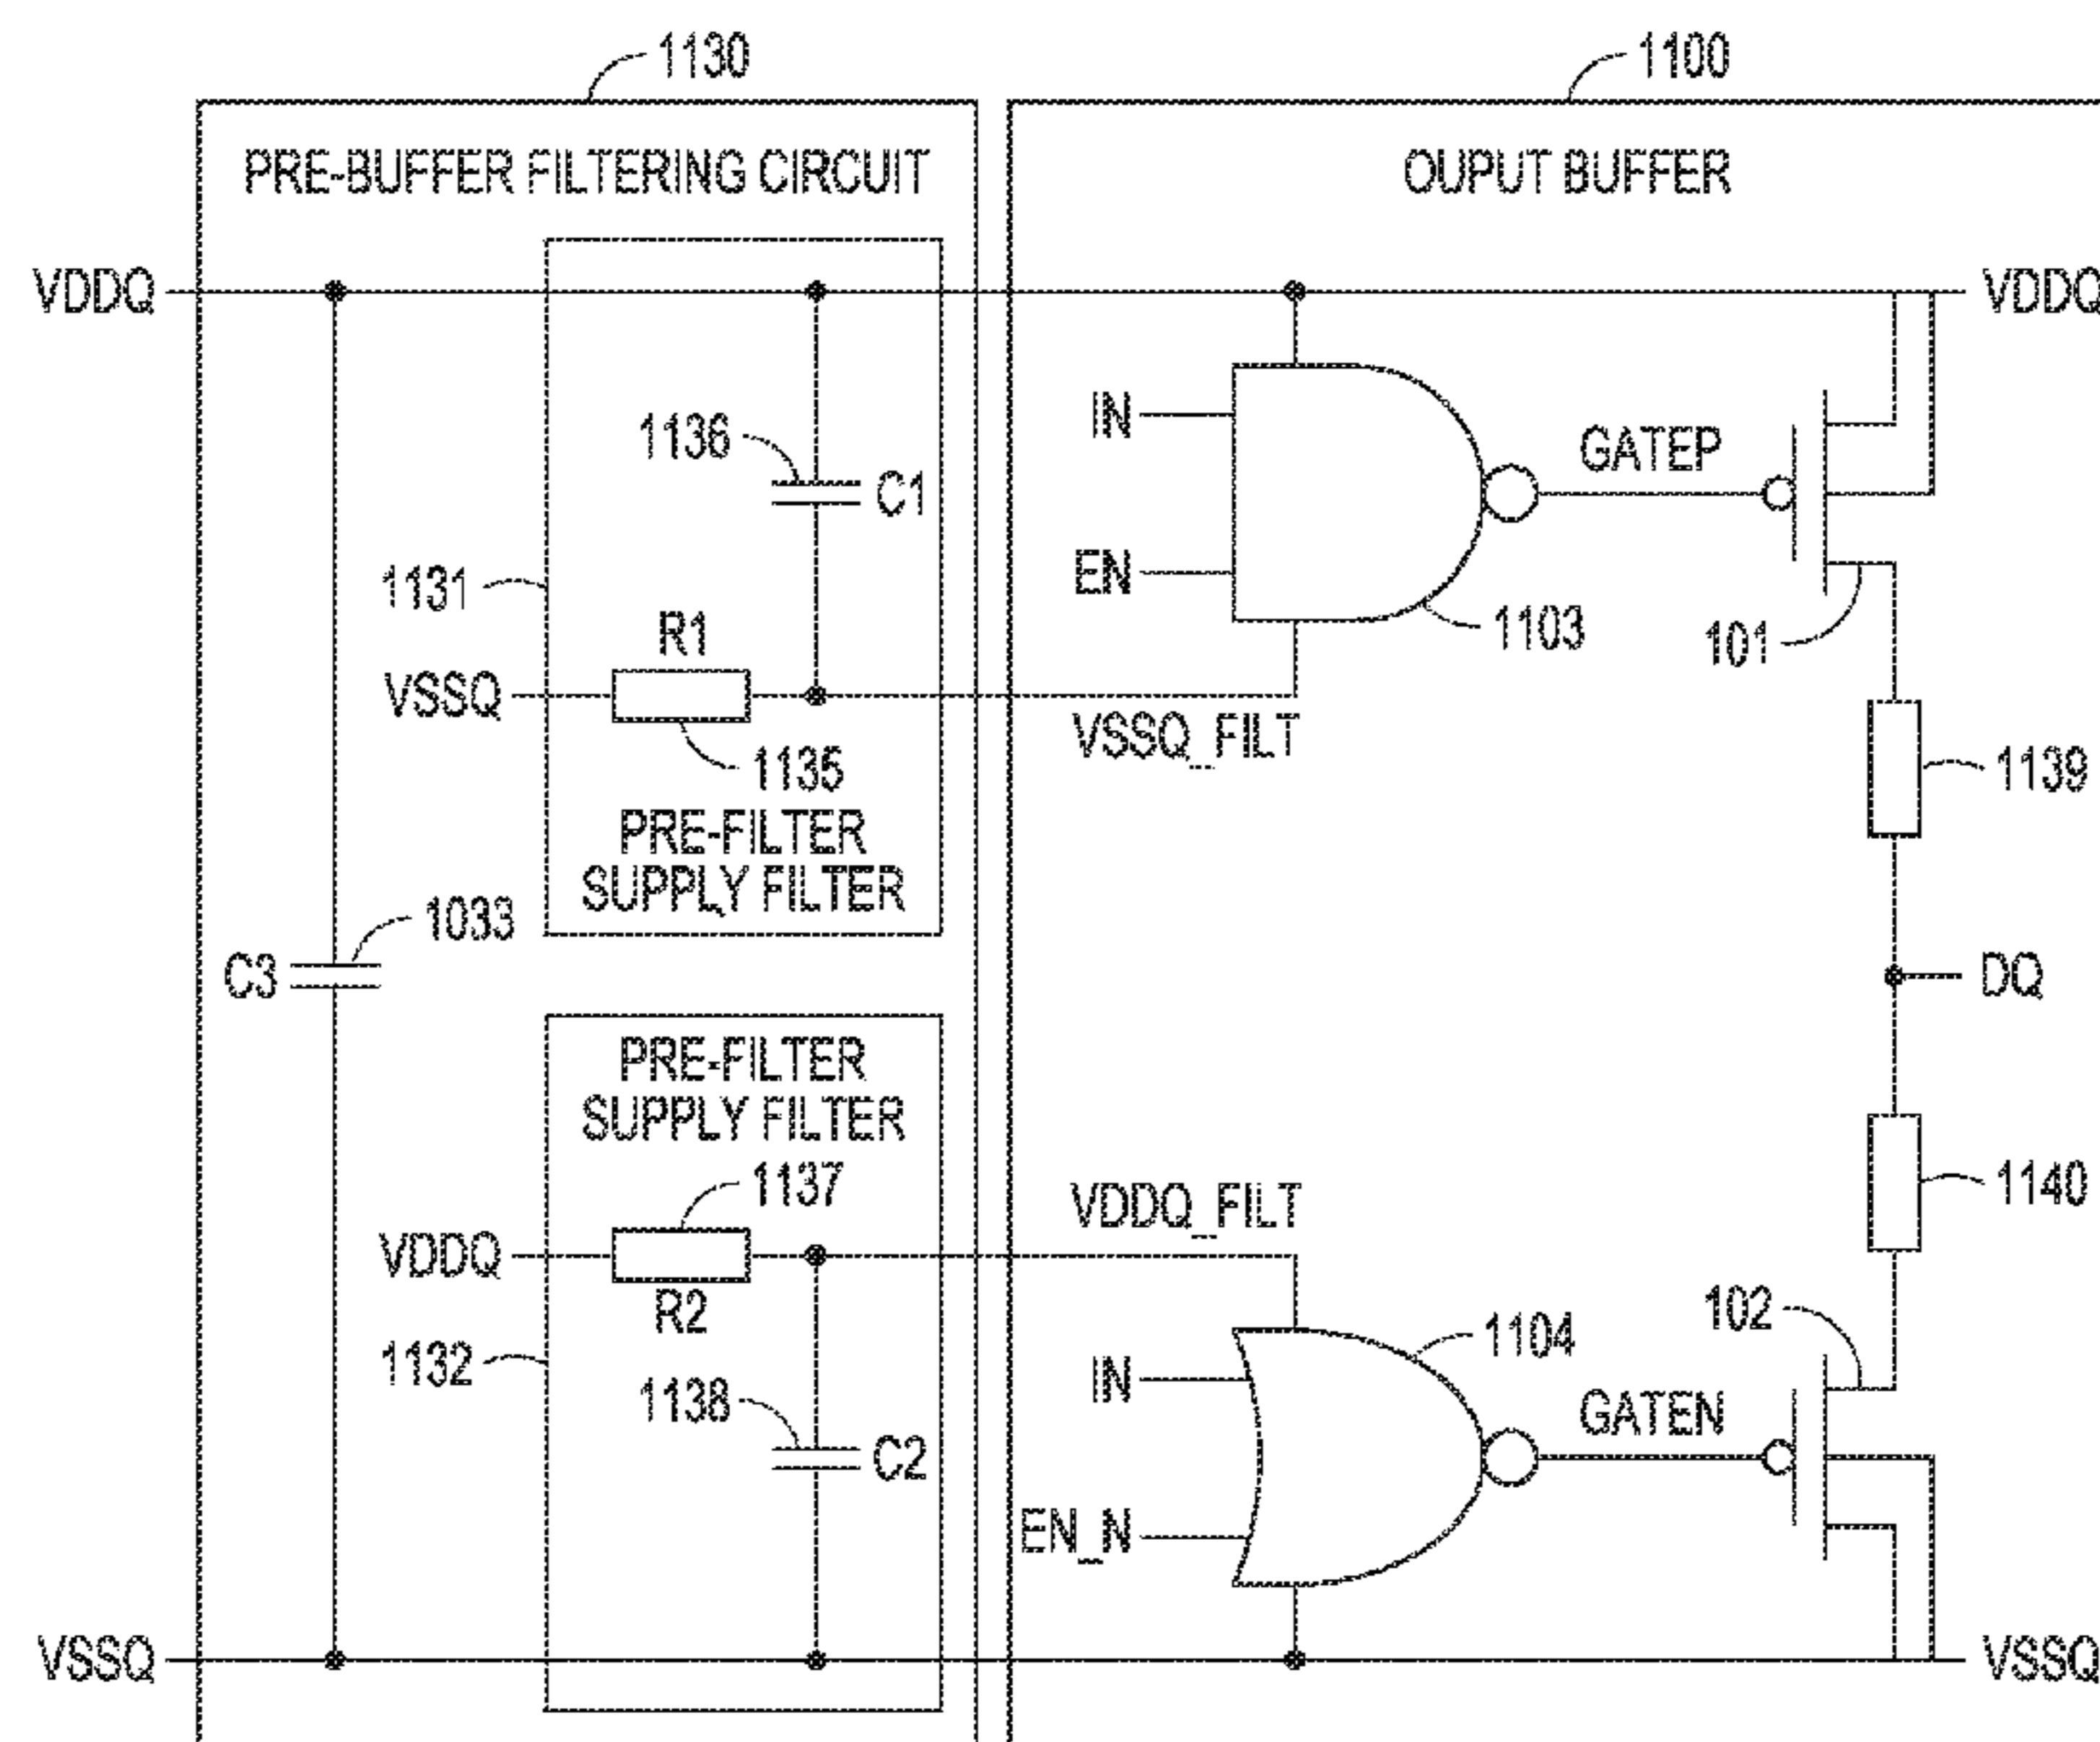 1130
1100
PRE-BUFFER FILTERING CIRCUIT
OUPUT BUFFER
VDDQ
VDDQ
IN
1136
C1
GATEP
EN
1131
R1
1103
101
VSSQ
VSSQ_FILT
1135
1139
PRE-FILTER
SUPPLY FILTER
1033
C3
DQ
PRE-FILTER
SUPPLY FILTER
1137
1140
VDDQ_FILT
VDDQ
R2
102
1104
1132
IN
1138
GATEN
C2
EN_N
VSSQ
VSSQ